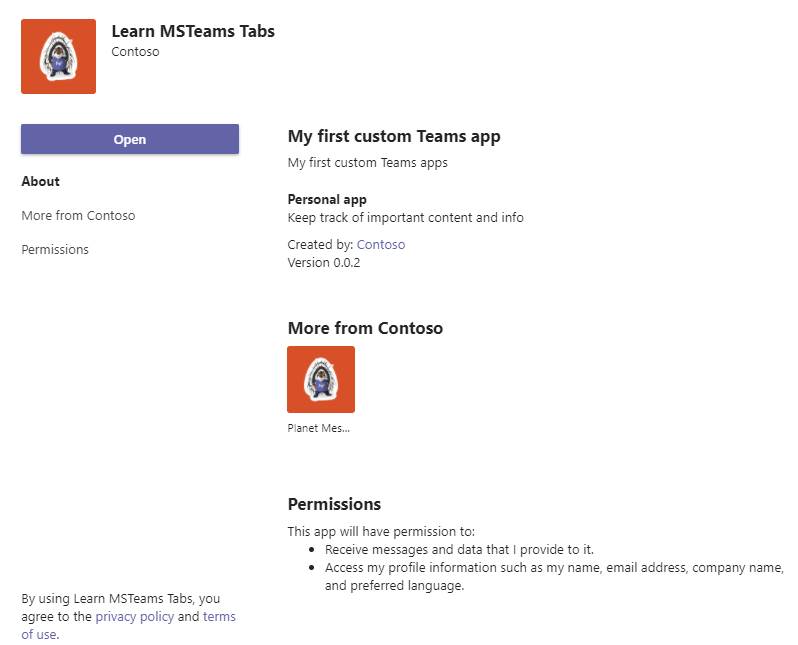 Learn MSTeams Tabs
Contoso
Open
About
More from Contoso
Permissions
My first custom Teams app
My first custom Teams apps
Personal app
Keep track of important content and info
Created by: Contoso
Version 0.0.2
More from Contoso
Planet Mes...
Permissions
This app will have permission to:
• Receive messages and data that I provide to it.
• Access my profile information such as my name, email address, company name,
and preferred language.
By using Learn MSTeams Tabs, you
agree to the privacy policy and terms
of use.